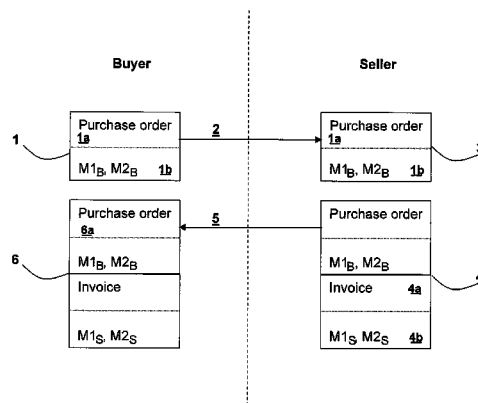 Buyer
Seller
Purchase order
1a
M1B, M2B 1b
1
2
Purchase order
1a
M1B, M2B 1b
Purchase order
6a
M1B, M2B
Invoice
M1S, M2S
6
5
Purchase order
M1B, M2B
Invoice 4a
M1S, M2S 4b